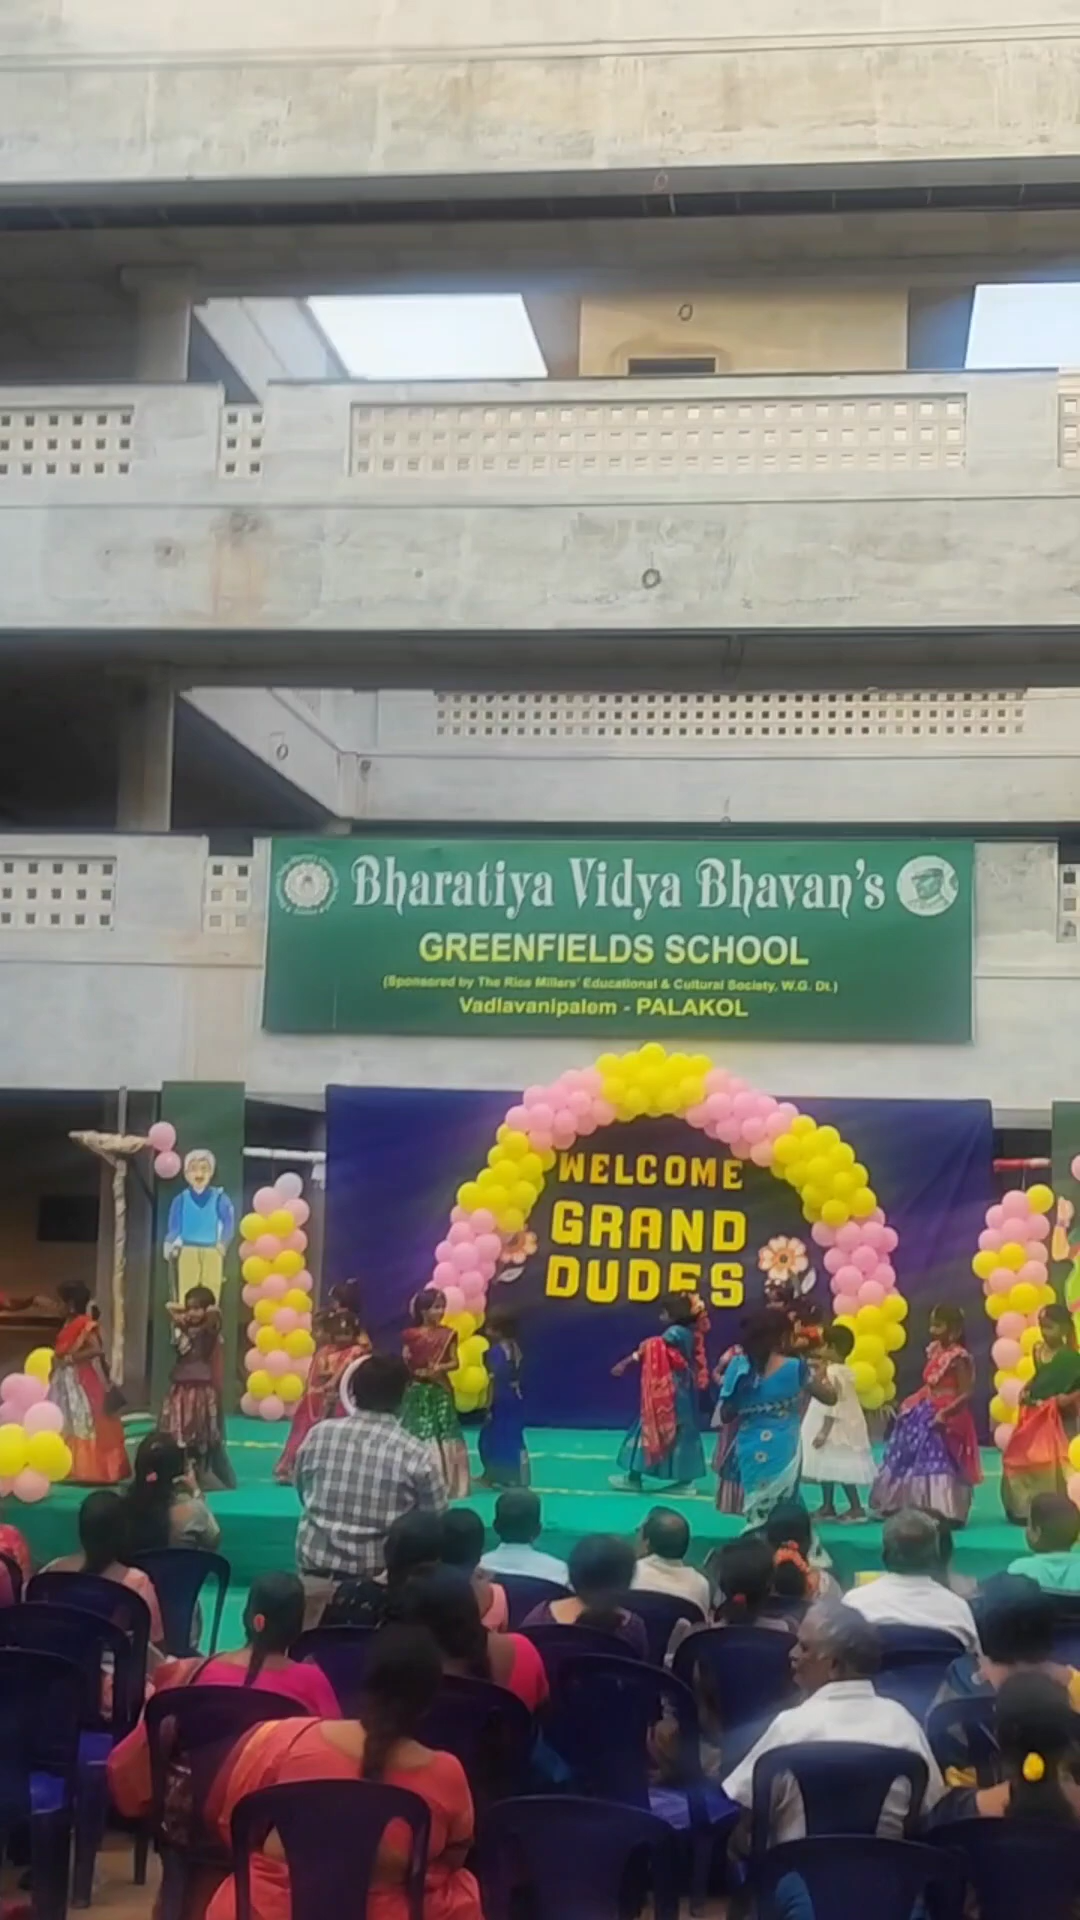 Bharatiya Vidya Bhavan's
GREENFIELDS SCHOOL
(Sponsored by The Rice Millers' Educational & Cultural Society, W.G. Dt.)
Vadlavanipalem - PALAKOL
WELCOME
GRAND
DUDES